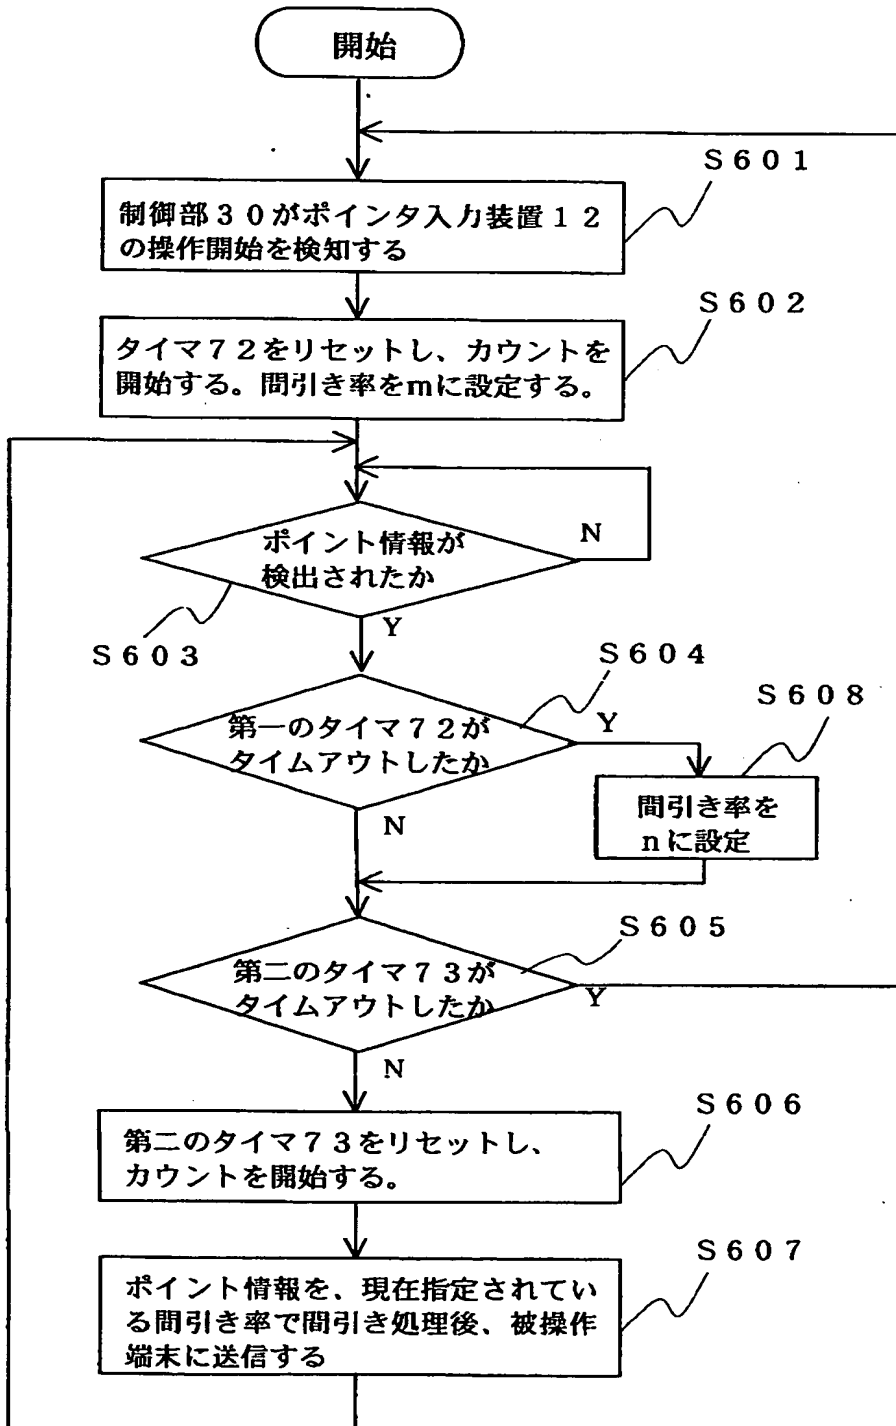 開始
S601
制御部30がポインタ入力装置12
の操作開始を検知する
S602
タイマ72をリセットし、カウントを
開始する。間引き率をmに設定する。
ポイント情報が
検出されたか
N
Y
S603
S604
第一のタイマ72が
タイムアウトしたか
Y
N
S608
間引き率を
nに設定
S605
第二のタイマ73が
タイムアウトしたか
Y
N
S606
第二のタイマ73をリセットし、
カウントを開始する。
S607
ポイント情報を、現在指定されてい
る間引き率で間引き処理後、被操作
端末に送信する